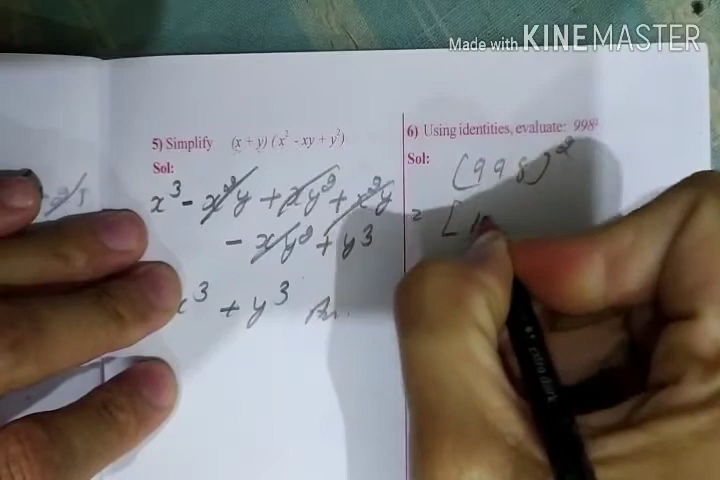 Made with KINEMASTER
5) Simplify (x + y) (x² - xy + y²)
Sol:
x³ - x²y + xy² + x²y
- xy² + y³
x³ + y³ An.
6) Using identities, evaluate: 998²
Sol:
(998)²
= [